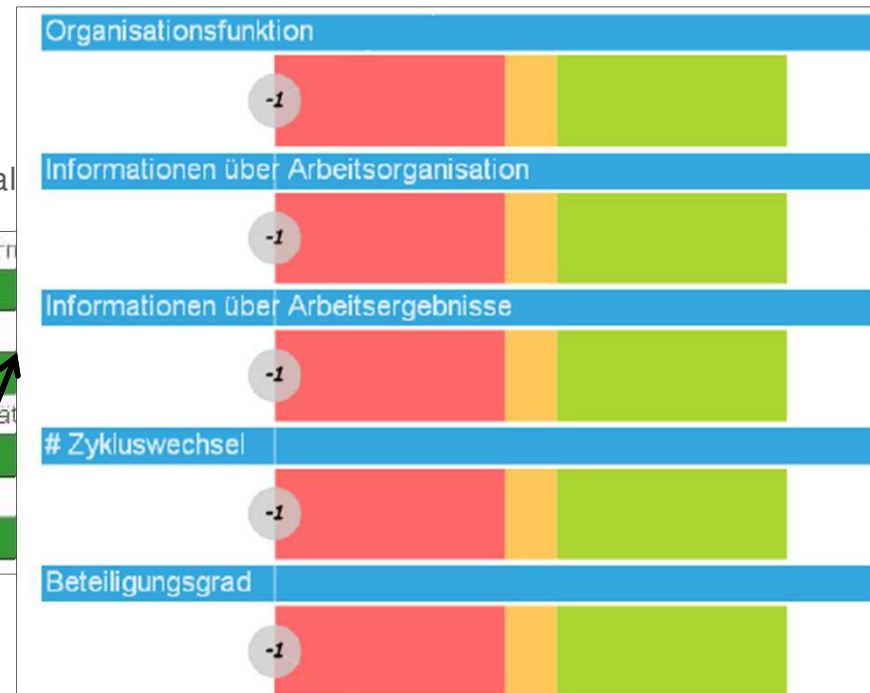 Organisationsfunktion
-1
Informationen über Arbeitsorganisation
-1
Informationen über Arbeitsergebnisse
-1
# Zykluswechsel
-1
Beteiligungsgrad
-1